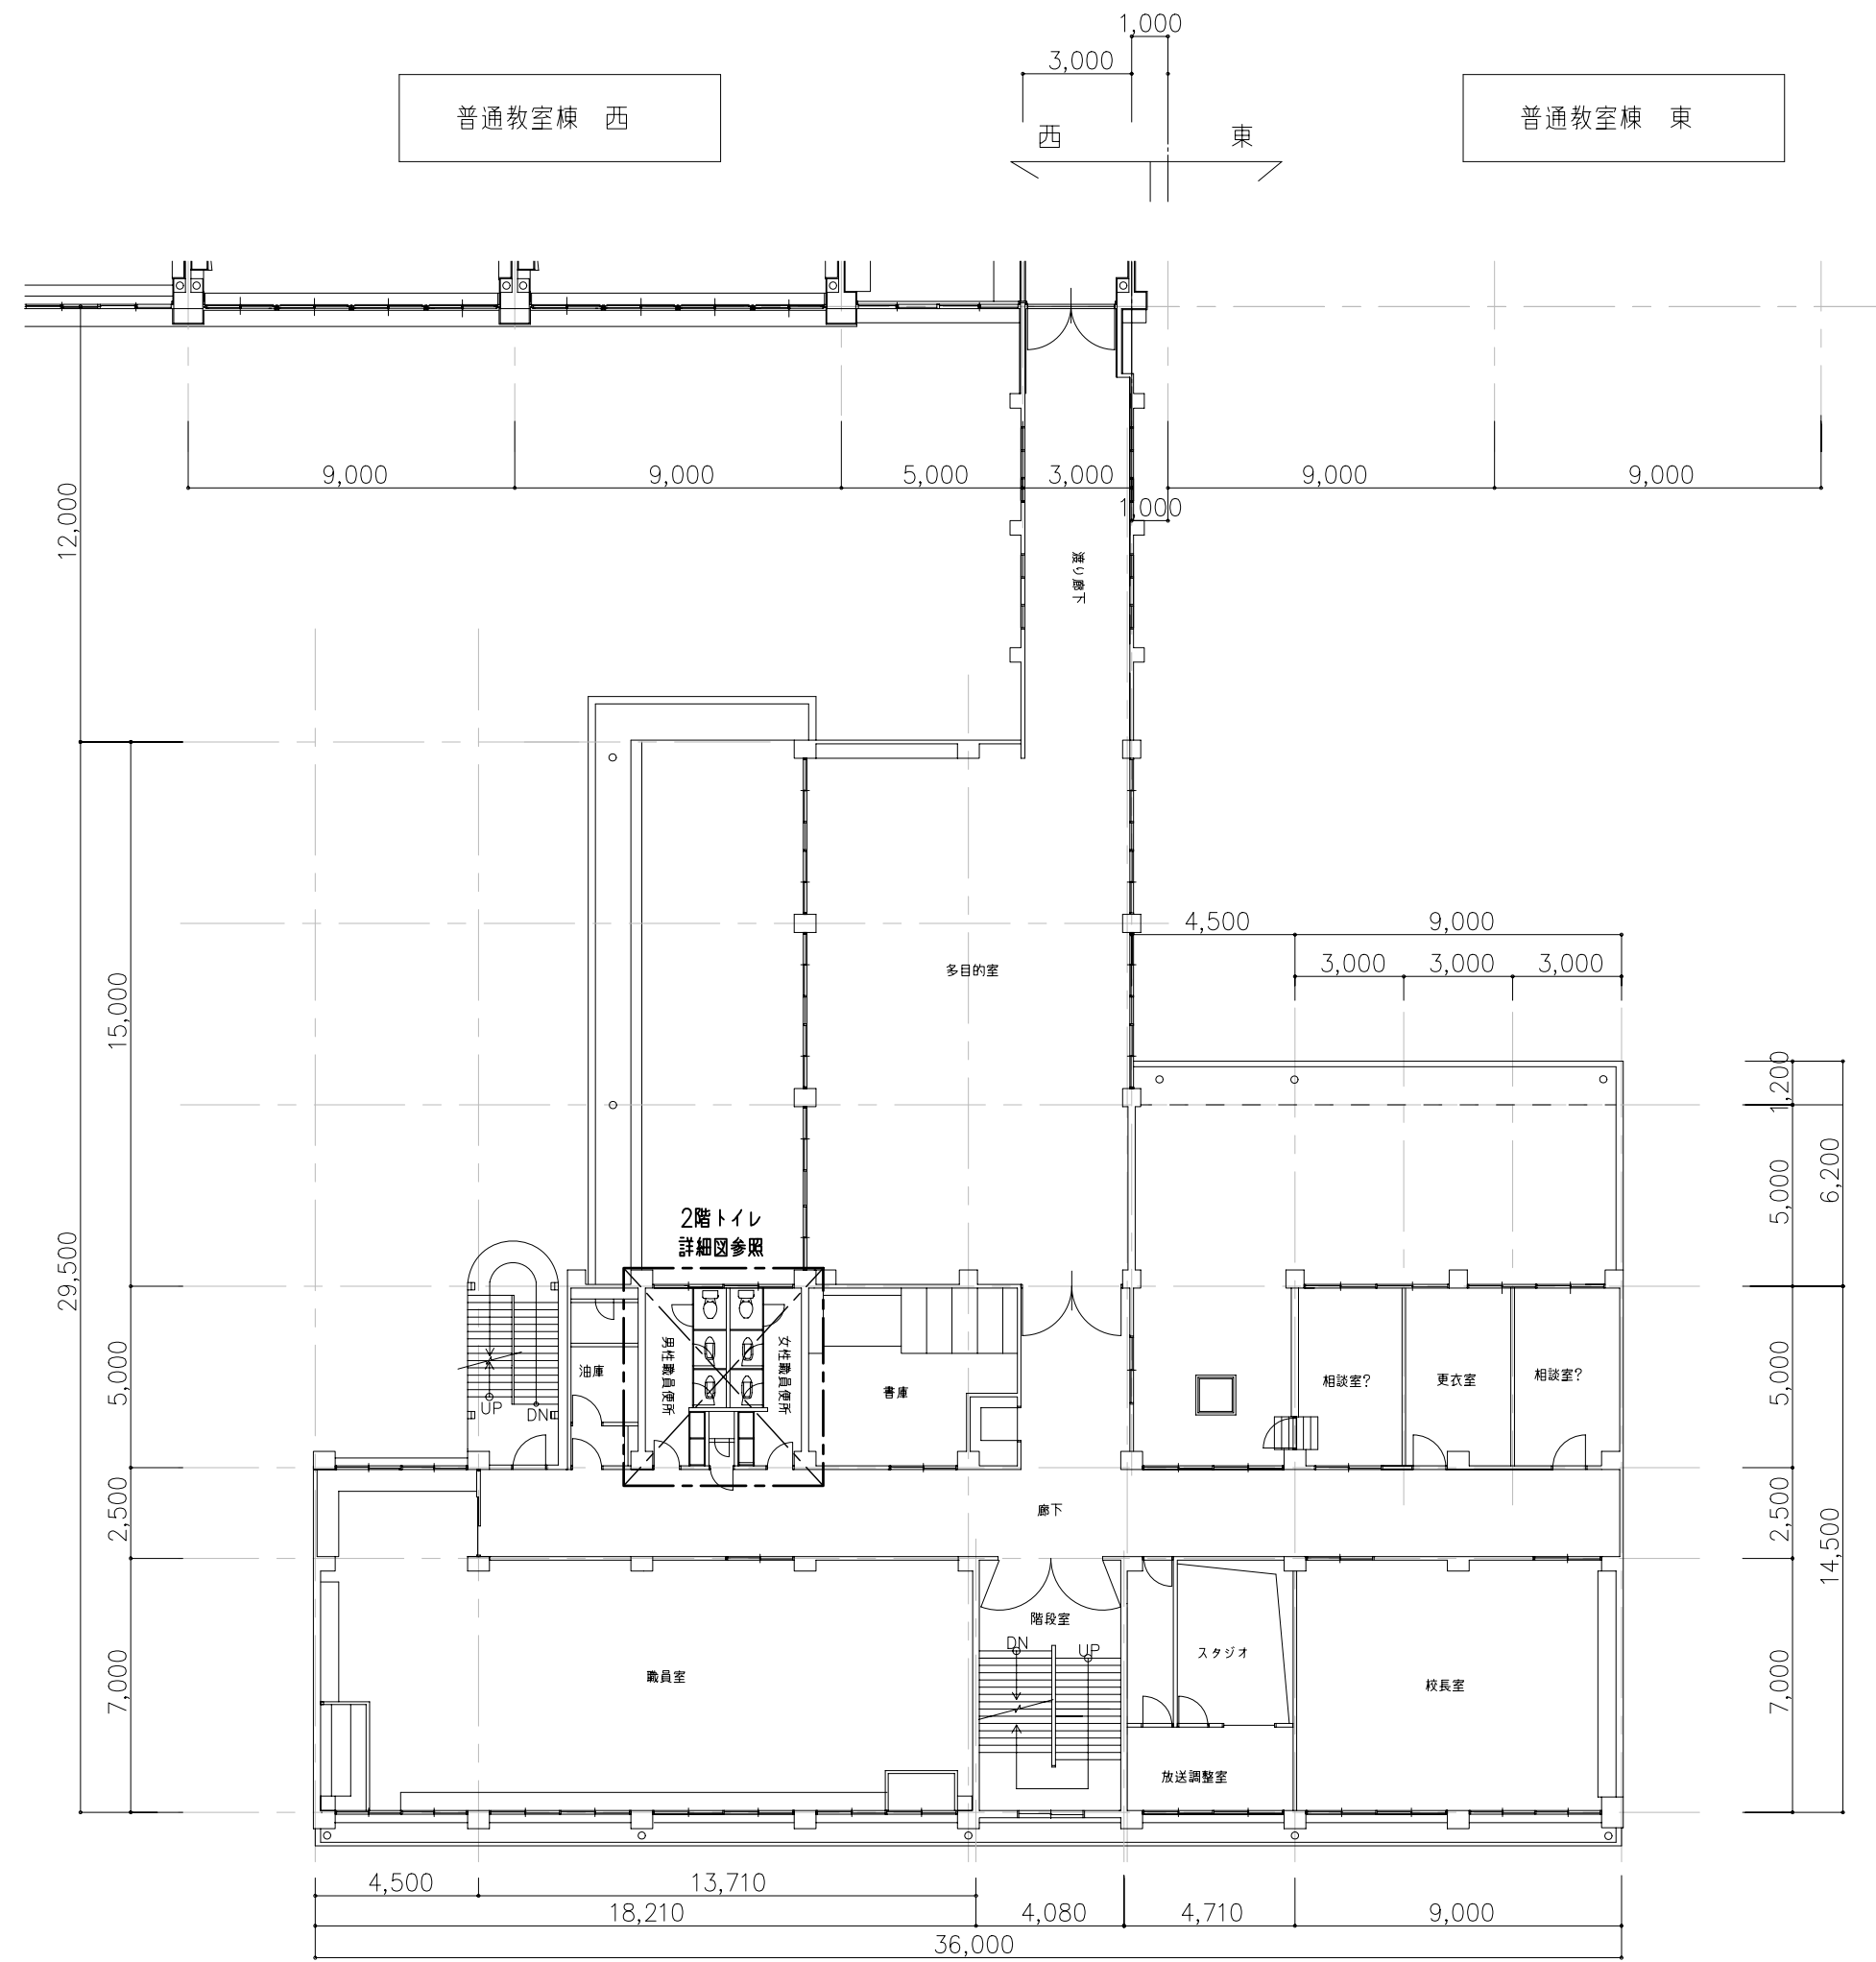 1,000
3,000
普通教室棟 西
普通教室棟 東
西
東
9,000
9,000
5,000
3,000
9,000
9,000
1,000
12,000
渡り廊下
4,500
9,000
多目的室
3,000
3,000
3,000
15,000
1,200
5,000
6,200
2階トイレ
詳細図参照
29,500
男性職員便所
女性職員便所
油庫
書庫
相談室?
更衣室
相談室?
5,000
5,000
UP
DN
廊下
2,500
2,500
14,500
階段室
DN
UP
スタジオ
職員室
校長室
7,000
7,000
放送調整室
4,500
13,710
18,210
4,080
4,710
9,000
36,000